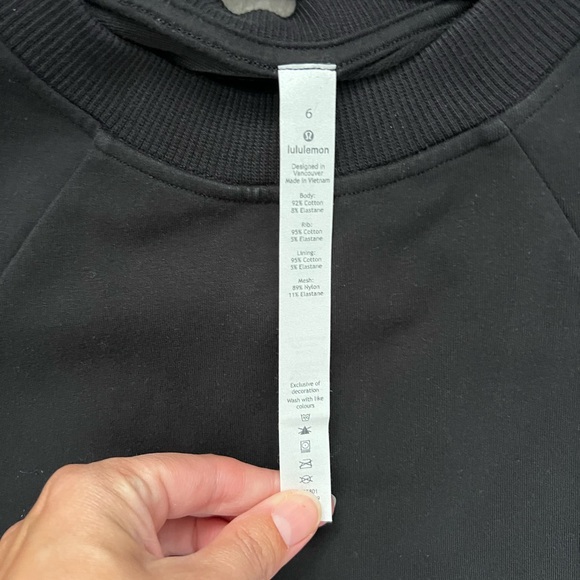 6
lululemon
Designed in
Vancouver
Made in Vietnam
Body:
92% Cotton
8% Elastane
Rib:
95% Cotton
5% Elastane
Lining:
95% Cotton
5% Elastane
Mesh:
89% Nylon
11% Elastane
Exclusive of
decoration
Wash with like
colours